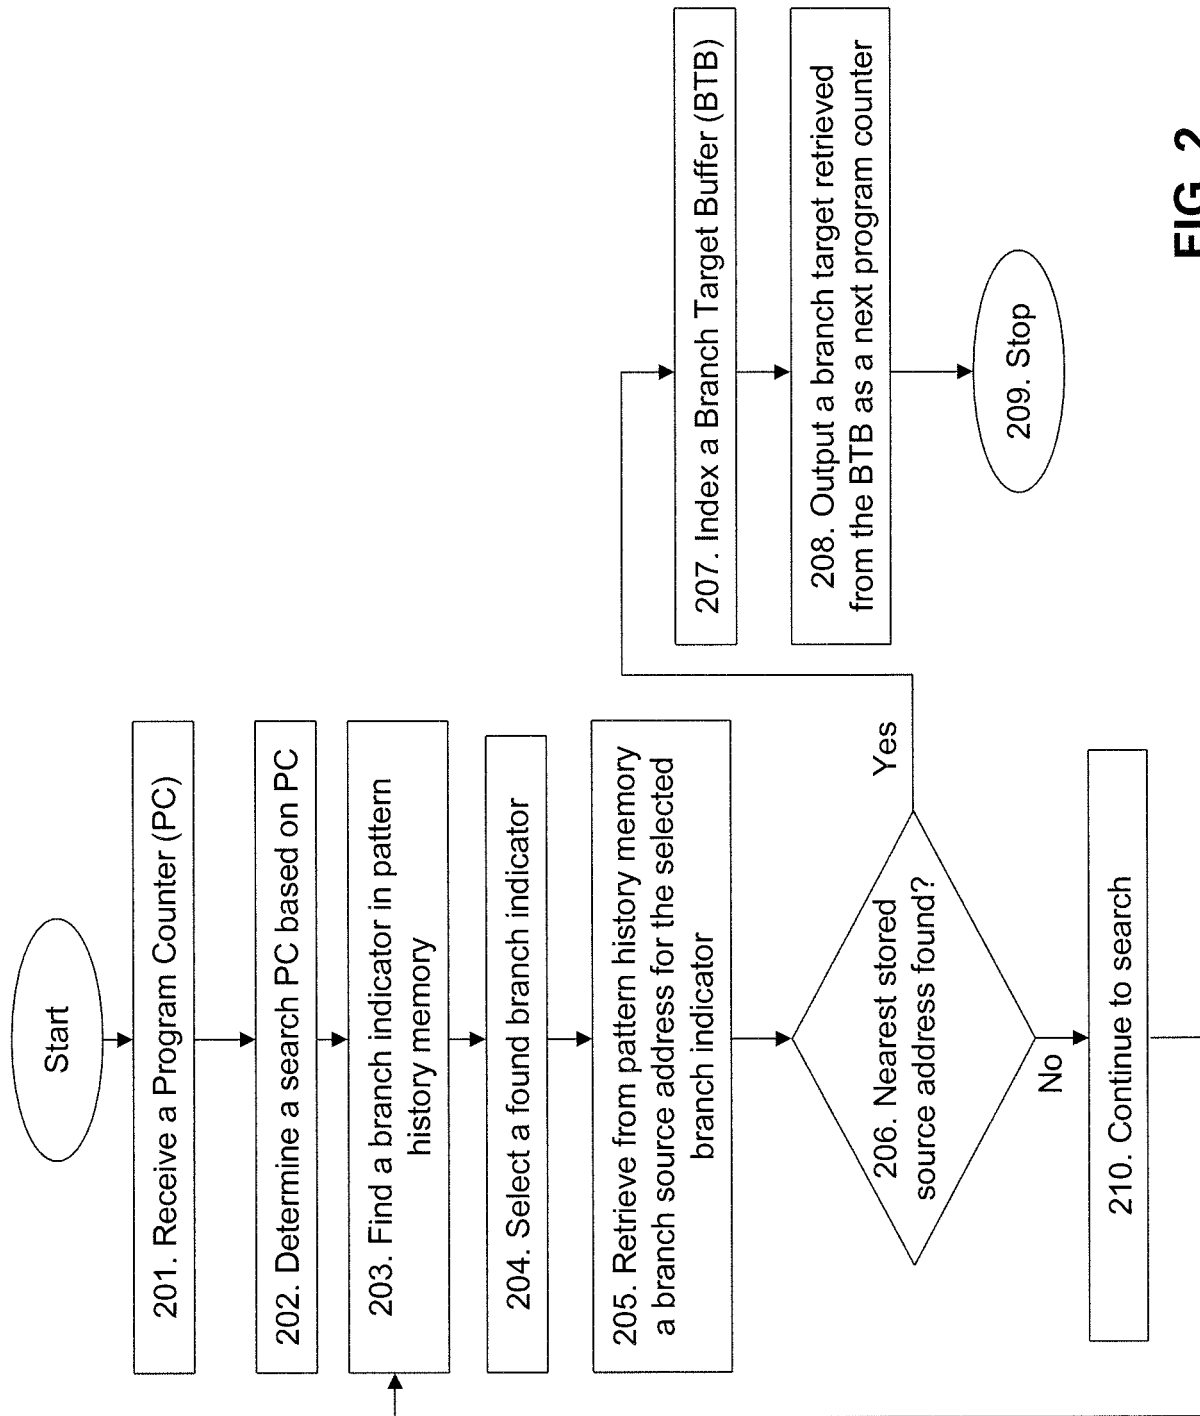 Start
201. Receive a Program Counter (PC)
202. Determine a search PC based on PC
203. Find a branch indicator in pattern
history memory
204. Select a found branch indicator
205. Retrieve from pattern history memory
a branch source address for the selected
branch indicator
206. Nearest stored
source address found?
Yes
No
210. Continue to search
207. Index a Branch Target Buffer (BTB)
208. Output a branch target retrieved
from the BTB as a next program counter
209. Stop
FIG. 2